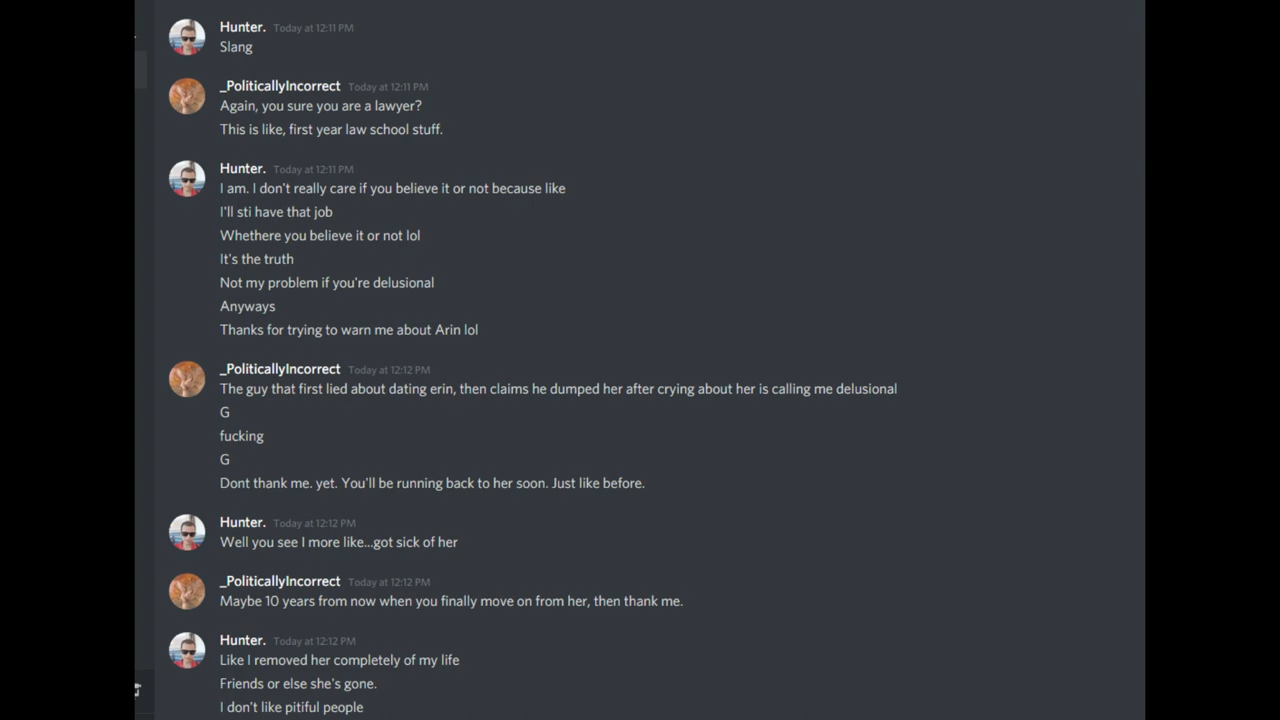 Hunter. Today at 12:11 PM
Slang
_PoliticallyIncorrect Today at 12:11 PM
Again, you sure you are a lawyer?
This is like, first year law school stuff.
Hunter. Today at 12:11 PM
I am. I don't really care if you believe it or not because like
I'll sti have that job
Whethere you believe it or not lol
It's the truth
Not my problem if you're delusional
Anyways
Thanks for trying to warn me about Arin lol
_PoliticallyIncorrect Today at 12:12 PM
The guy that first lied about dating erin, then claims he dumped her after crying about her is calling me delusional
G
fucking
G
Dont thank me. yet. You'll be running back to her soon. Just like before.
Hunter. Today at 12:12 PM
Well you see I more like...got sick of her
_PoliticallyIncorrect Today at 12:12 PM
Maybe 10 years from now when you finally move on from her, then thank me.
Hunter. Today at 12:12 PM
Like I removed her completely of my life
Friends or else she's gone.
I don't like pitiful people